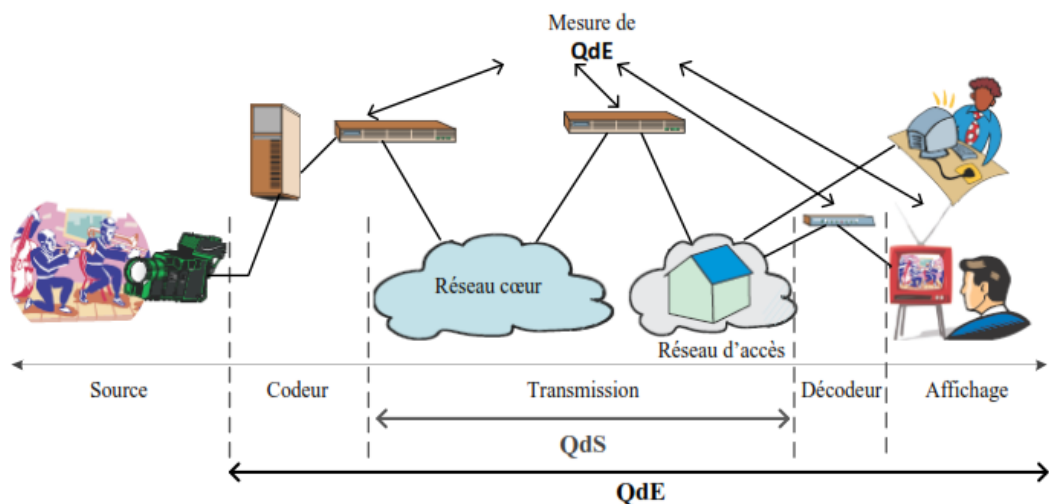 Mesure de
QdE
Réseau cœur
Réseau d'accès
Source
Codeur
Transmission
Décodeur
Affichage
QdS
QdE